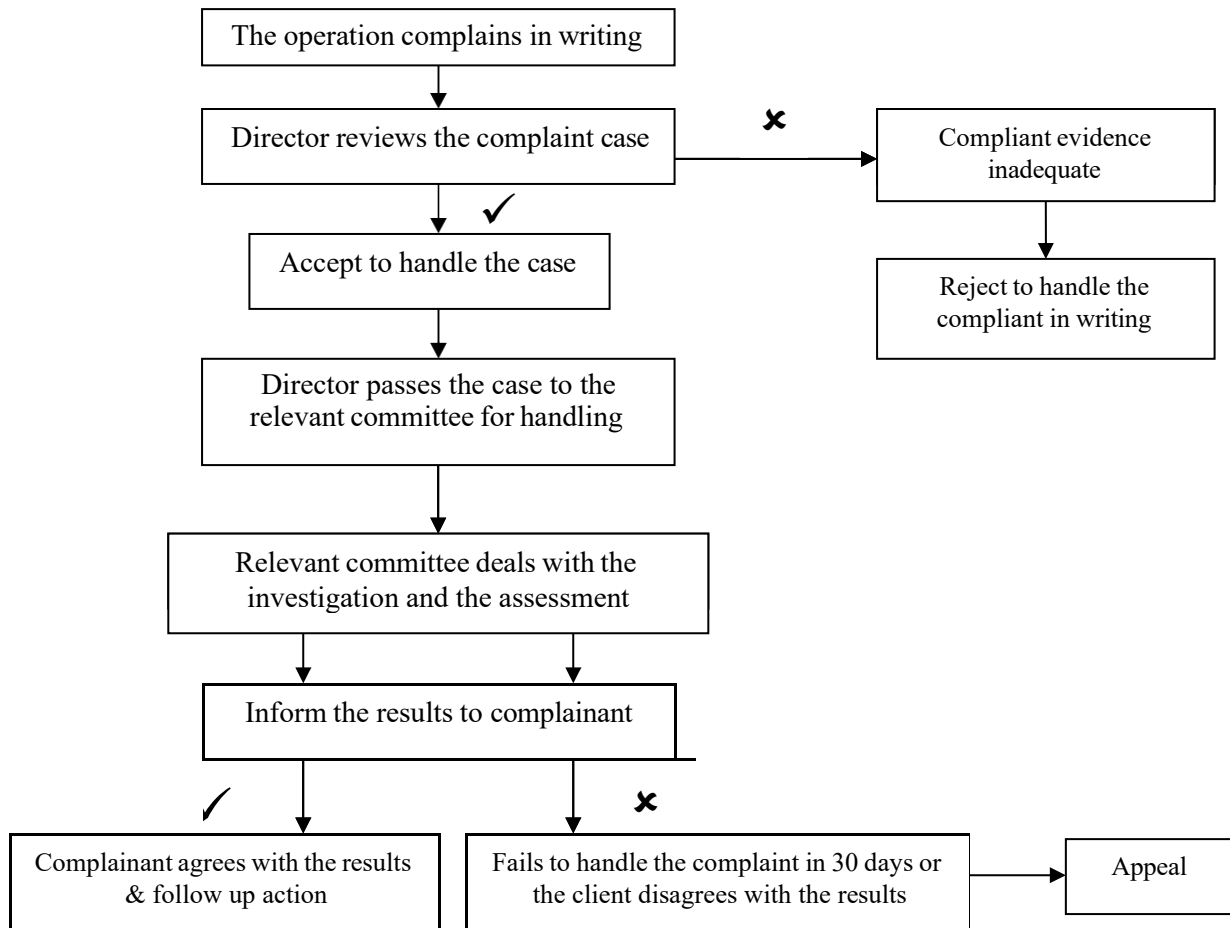 The operation complains in writing
Director reviews the complaint case
✘
Compliant evidence
inadequate
✓
Accept to handle the case
Reject to handle the
compliant in writing
Director passes the case to the
relevant committee for handling
Relevant committee deals with the
investigation and the assessment
Inform the results to complainant
✓
✘
Complainant agrees with the results
& follow up action
Fails to handle the complaint in 30 days or
the client disagrees with the results
Appeal